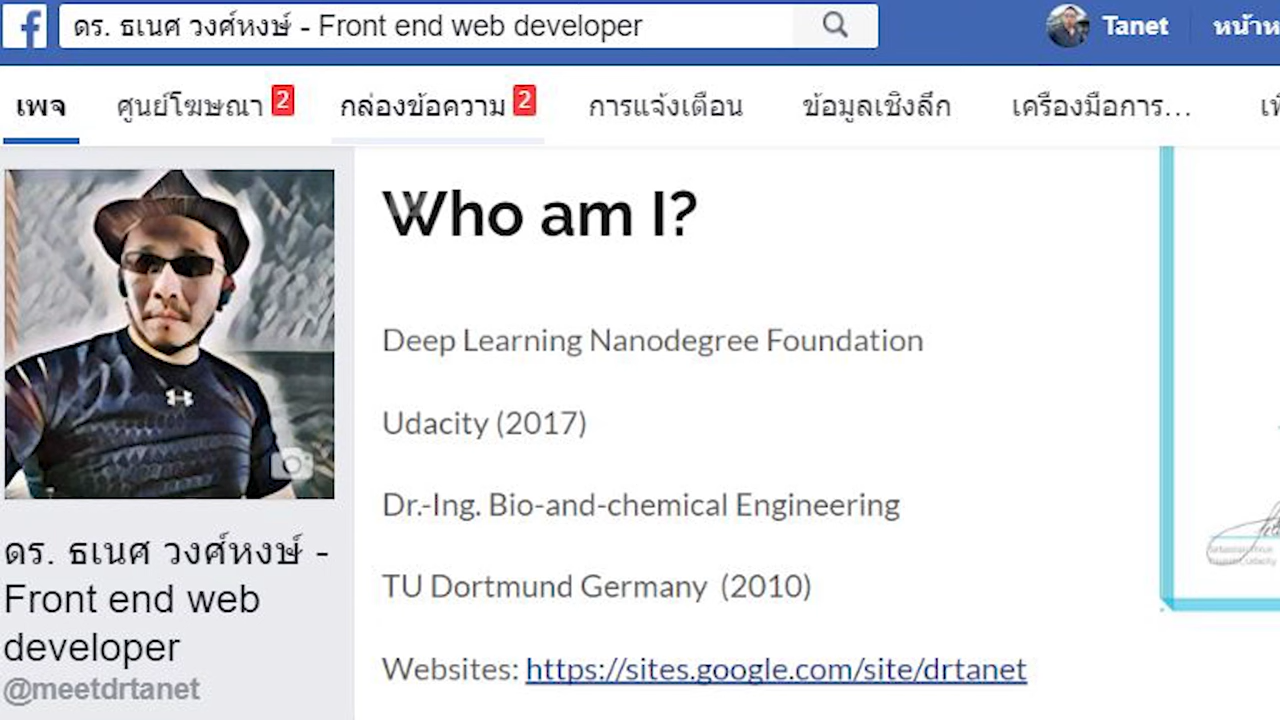 ดร. ธเนศ วงศ์หงษ์ - Front end web developer
Tanet
เพจ
ศูนย์โฆษณา 2
กล่องข้อความ 2
การแจ้งเตือน
ข้อมูลเชิงลึก
เครื่องมือการ...
Who am I?
Deep Learning Nanodegree Foundation
Udacity (2017)
Dr.-Ing. Bio-and-chemical Engineering
TU Dortmund Germany (2010)
Websites: https://sites.google.com/site/drtanet
ดร. ธเนศ วงศ์หงษ์ -
Front end web
developer
@meetdrtanet